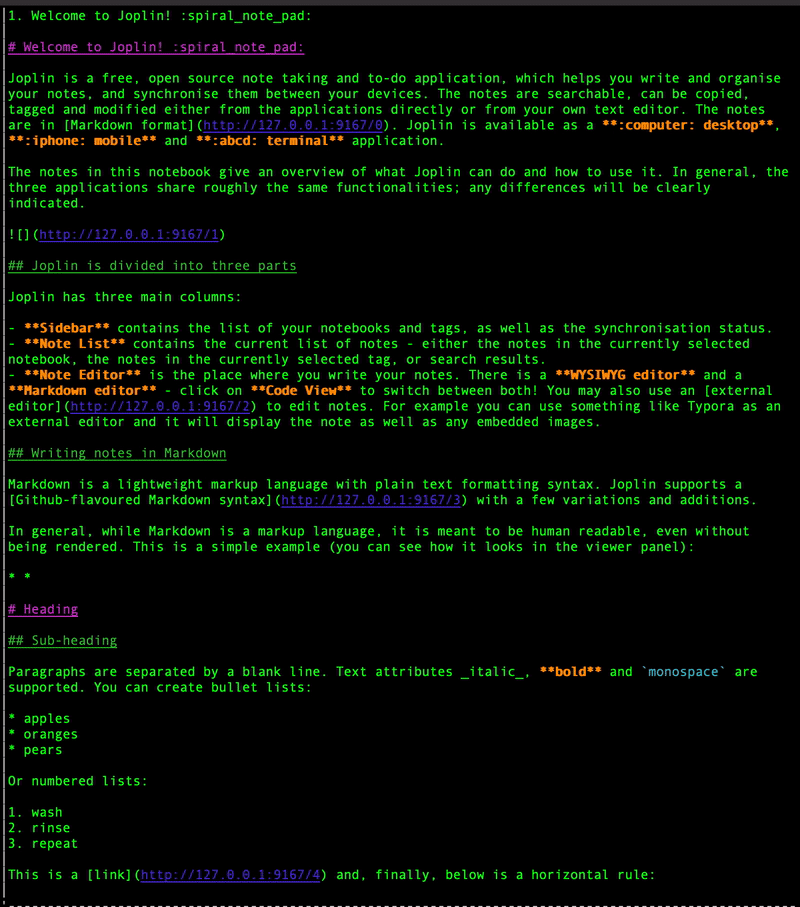 1. Welcome to Joplin! :spiral_note_pad:
# Welcome to Joplin! :spiral_note_pad:
Joplin is a free, open source note taking and to-do application, which helps you write and organise
your notes, and synchronise them between your devices. The notes are searchable, can be copied,
tagged and modified either from the applications directly or from your own text editor. The notes
are in [Markdown format](http://127.0.0.1:9167/0). Joplin is available as a **:computer: desktop**,
**:iphone: mobile** and **:abcd: terminal** application.
The notes in this notebook give an overview of what Joplin can do and how to use it. In general, the
three applications share roughly the same functionalities; any differences will be clearly
indicated.
![](http://127.0.0.1:9167/1)
## Joplin is divided into three parts
Joplin has three main columns:
- **Sidebar** contains the list of your notebooks and tags, as well as the synchronisation status.
- **Note List** contains the current list of notes - either the notes in the currently selected
notebook, the notes in the currently selected tag, or search results.
- **Note Editor** is the place where you write your notes. There is a **WYSIWYG editor** and a
**Markdown editor** - click on **Code View** to switch between both! You may also use an [external
editor](http://127.0.0.1:9167/2) to edit notes. For example you can use something like Typora as an
external editor and it will display the note as well as any embedded images.
## Writing notes in Markdown
Markdown is a lightweight markup language with plain text formatting syntax. Joplin supports a
[Github-flavoured Markdown syntax](http://127.0.0.1:9167/3) with a few variations and additions.
In general, while Markdown is a markup language, it is meant to be human readable, even without
being rendered. This is a simple example (you can see how it looks in the viewer panel):
* *
# Heading
## Sub-heading
Paragraphs are separated by a blank line. Text attributes _italic_, **bold** and `monospace` are
supported. You can create bullet lists:
* apples
* oranges
* pears
Or numbered lists:
1. wash
2. rinse
3. repeat
This is a [link](http://127.0.0.1:9167/4) and, finally, below is a horizontal rule: